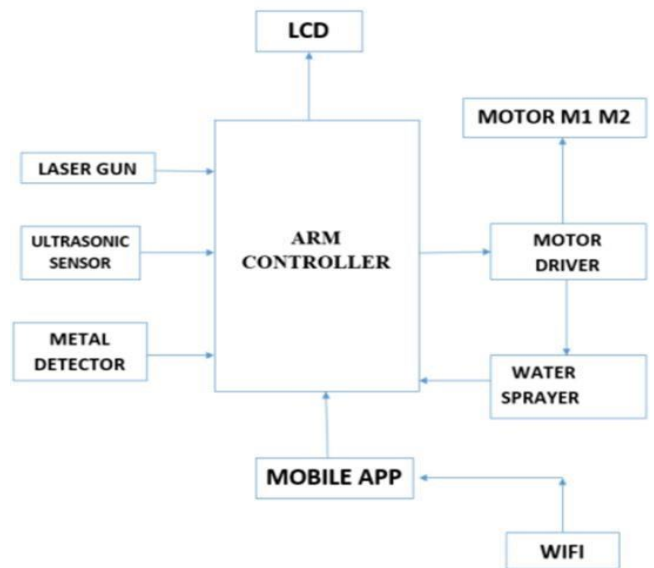 LCD
MOTOR M1 M2
LASER GUN
ULTRASONIC
SENSOR
ARM
CONTROLLER
MOTOR
DRIVER
METAL
DETECTOR
WATER
SPRAYER
MOBILE APP
WIFI